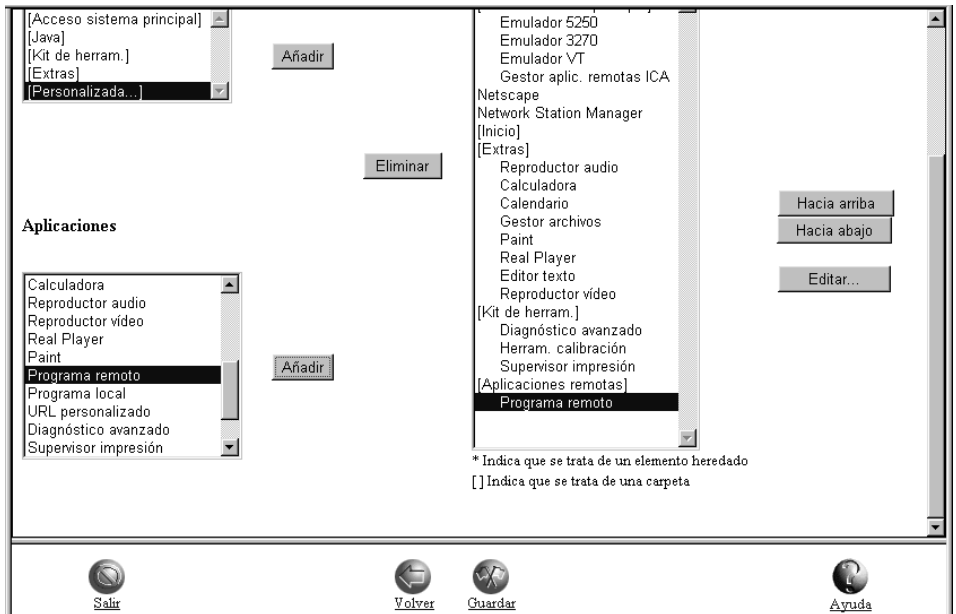 [Acceso sistema principal]
[Java]
[Kit de herram.]
[Extras]
[Personalizada...]
Añadir
Eliminar
Aplicaciones
Calculadora
Reproductor audio
Reproductor vídeo
Real Player
Paint
Programa remoto
Programa local
URL personalizado
Diagnóstico avanzado
Supervisor impresión
Añadir
Emulador 5250
Emulador 3270
Emulador VT
Gestor aplic. remotas ICA
Netscape
Network Station Manager
[Inicio]
[Extras]
Reproductor audio
Calculadora
Calendario
Gestor archivos
Paint
Real Player
Editor texto
Reproductor vídeo
[Kit de herram.]
Diagnóstico avanzado
Herram. calibración
Supervisor impresión
[Aplicaciones remotas]
Programa remoto
* Indica que se trata de un elemento heredado
[ ] Indica que se trata de una carpeta
Hacia arriba
Hacia abajo
Editar...
Salir
Volver
Guardar
Ayuda